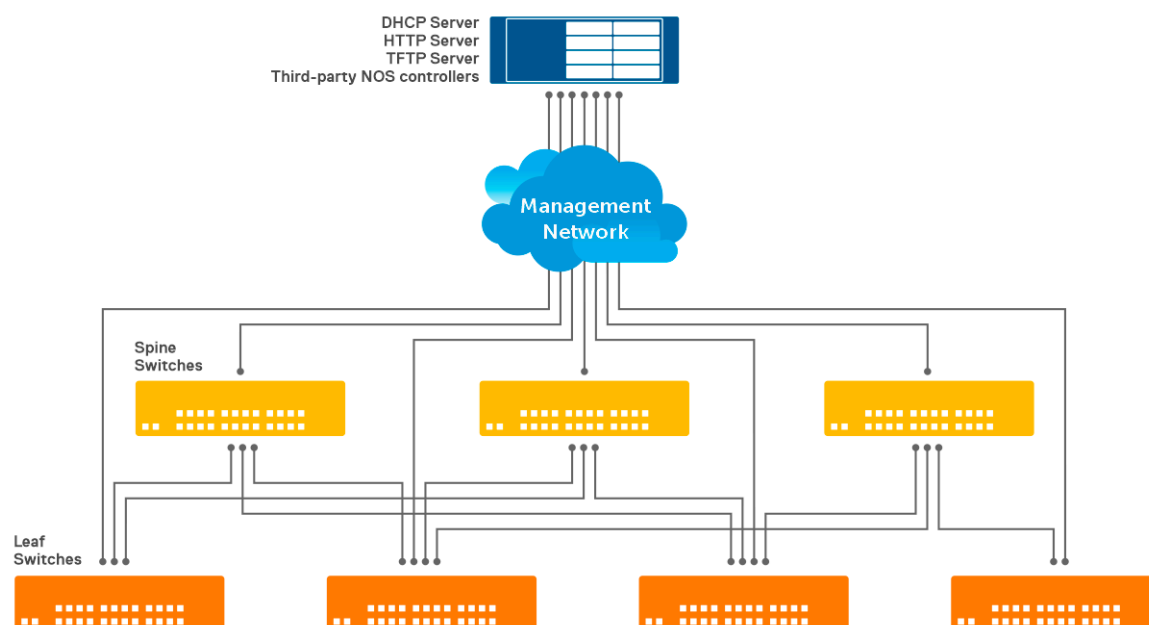 DHCP Server
HTTP Server
TFTP Server
Third-party NOS controllers
Management
Network
Spine
Switches
Leaf
Switches